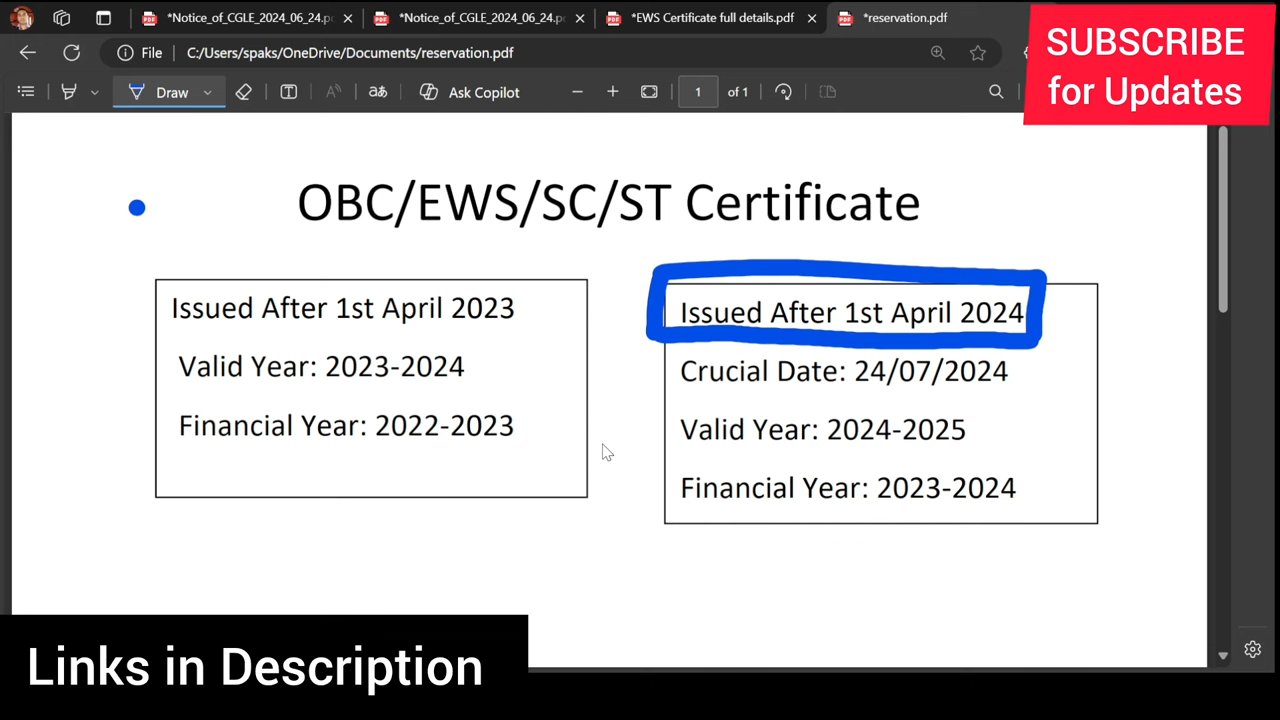 *Notice_of_CGLE_2024_06_24.p
*Notice_of_CGLE_2024_06_24.p
*EWS Certificate full details.pdf
*reservation.pdf
SUBSCRIBE
for Updates
File
C:/Users/spaks/OneDrive/Documents/reservation.pdf
Draw
Ask Copilot
1
of 1
OBC/EWS/SC/ST Certificate
Issued After 1st April 2023
Valid Year: 2023-2024
Financial Year: 2022-2023
Issued After 1st April 2024
Crucial Date: 24/07/2024
Valid Year: 2024-2025
Financial Year: 2023-2024
Links in Description